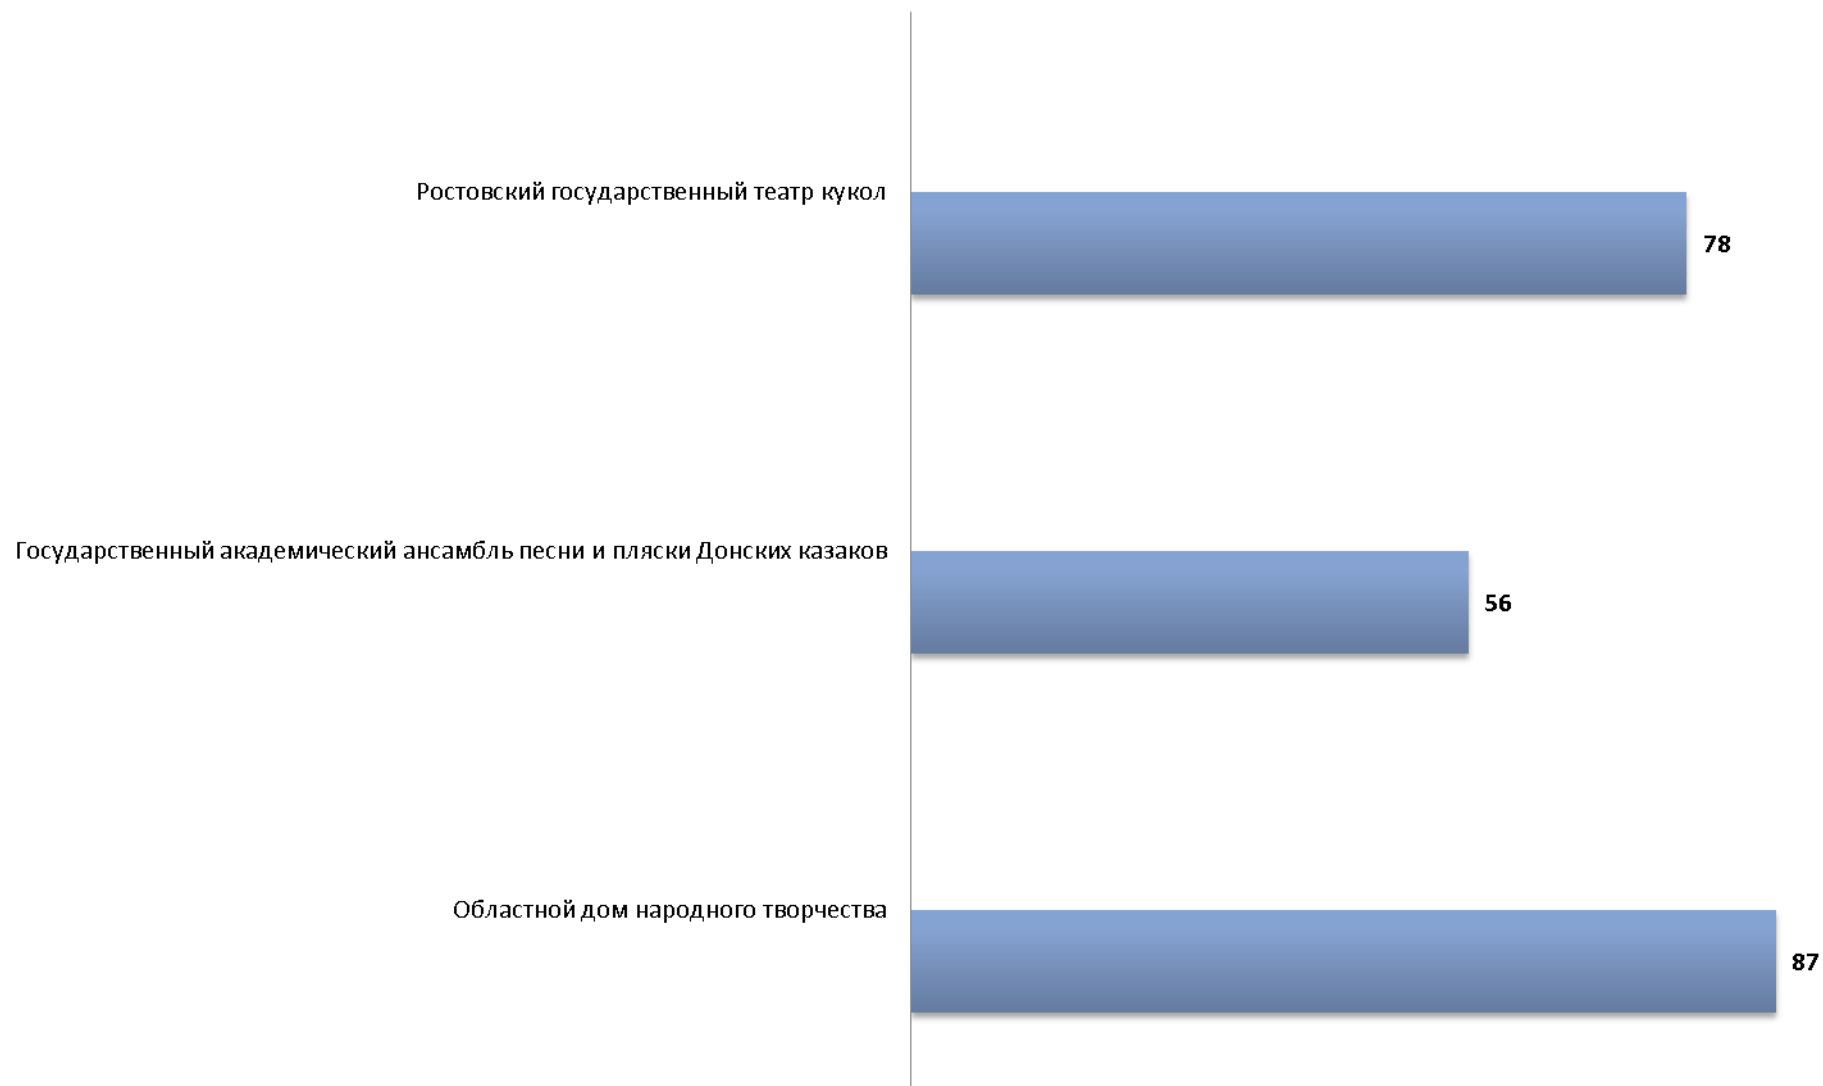 Ростовский государственный театр кукол
78
Государственный академический ансамбль песни и пляски Донских казаков
56
Областной дом народного творчества
87